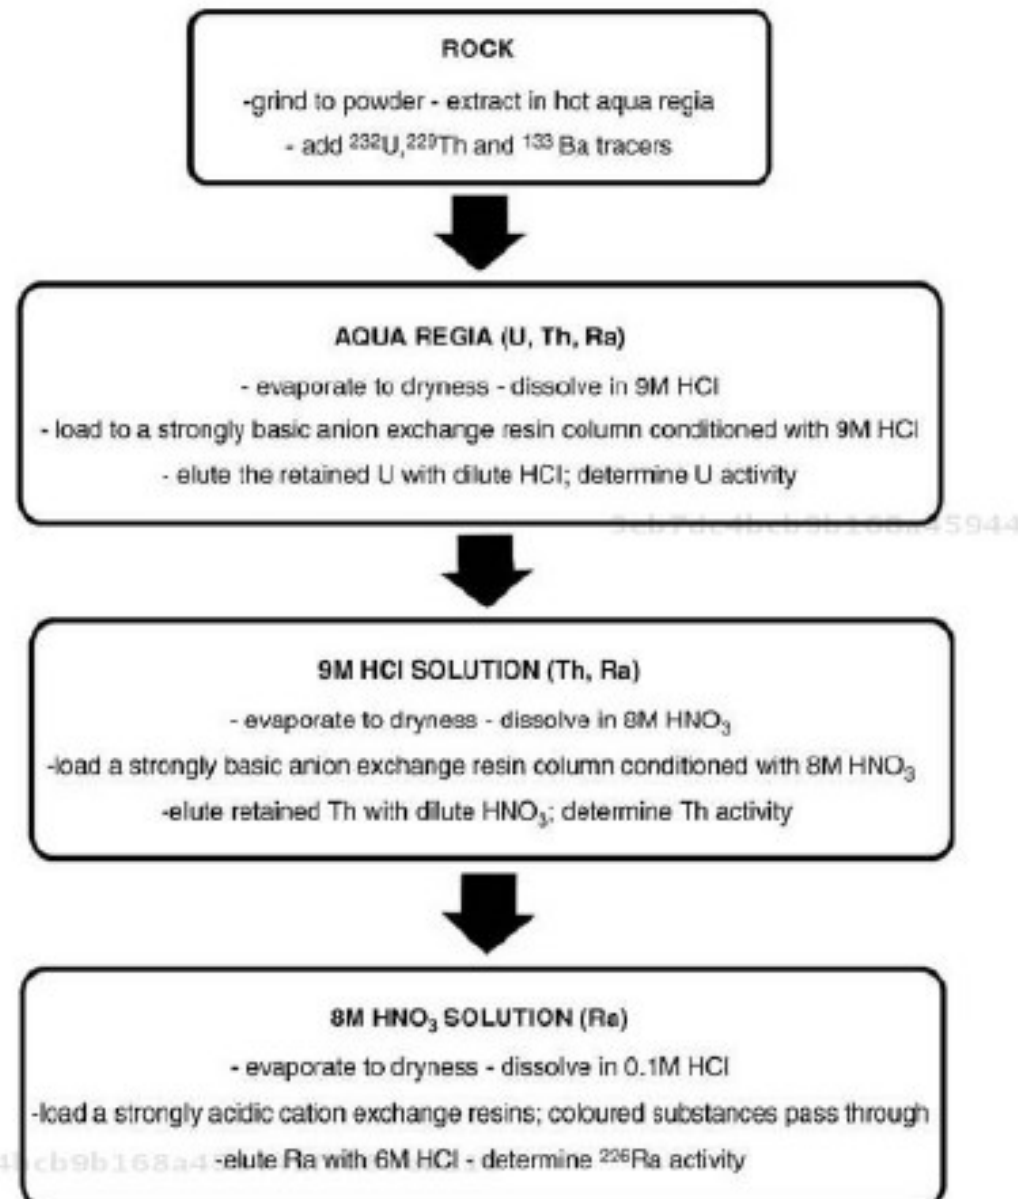 ROCK
-grind to powder - extract in hot aqua regia
- add ²³²U,²²⁹Th and ¹³³Ba tracers
AQUA REGIA (U, Th, Ra)
- evaporate to dryness - dissolve in 9M HCl
- load to a strongly basic anion exchange resin column conditioned with 9M HCl
- elute the retained U with dilute HCl; determine U activity
9M HCl SOLUTION (Th, Ra)
- evaporate to dryness - dissolve in 8M HNO₃
-load a strongly basic anion exchange resin column conditioned with 8M HNO₃
-elute retained Th with dilute HNO₃; determine Th activity
8M HNO₃ SOLUTION (Ra)
- evaporate to dryness - dissolve in 0.1M HCl
-load a strongly acidic cation exchange resins; coloured substances pass through
-elute Ra with 6M HCl - determine ²²⁶Ra activity